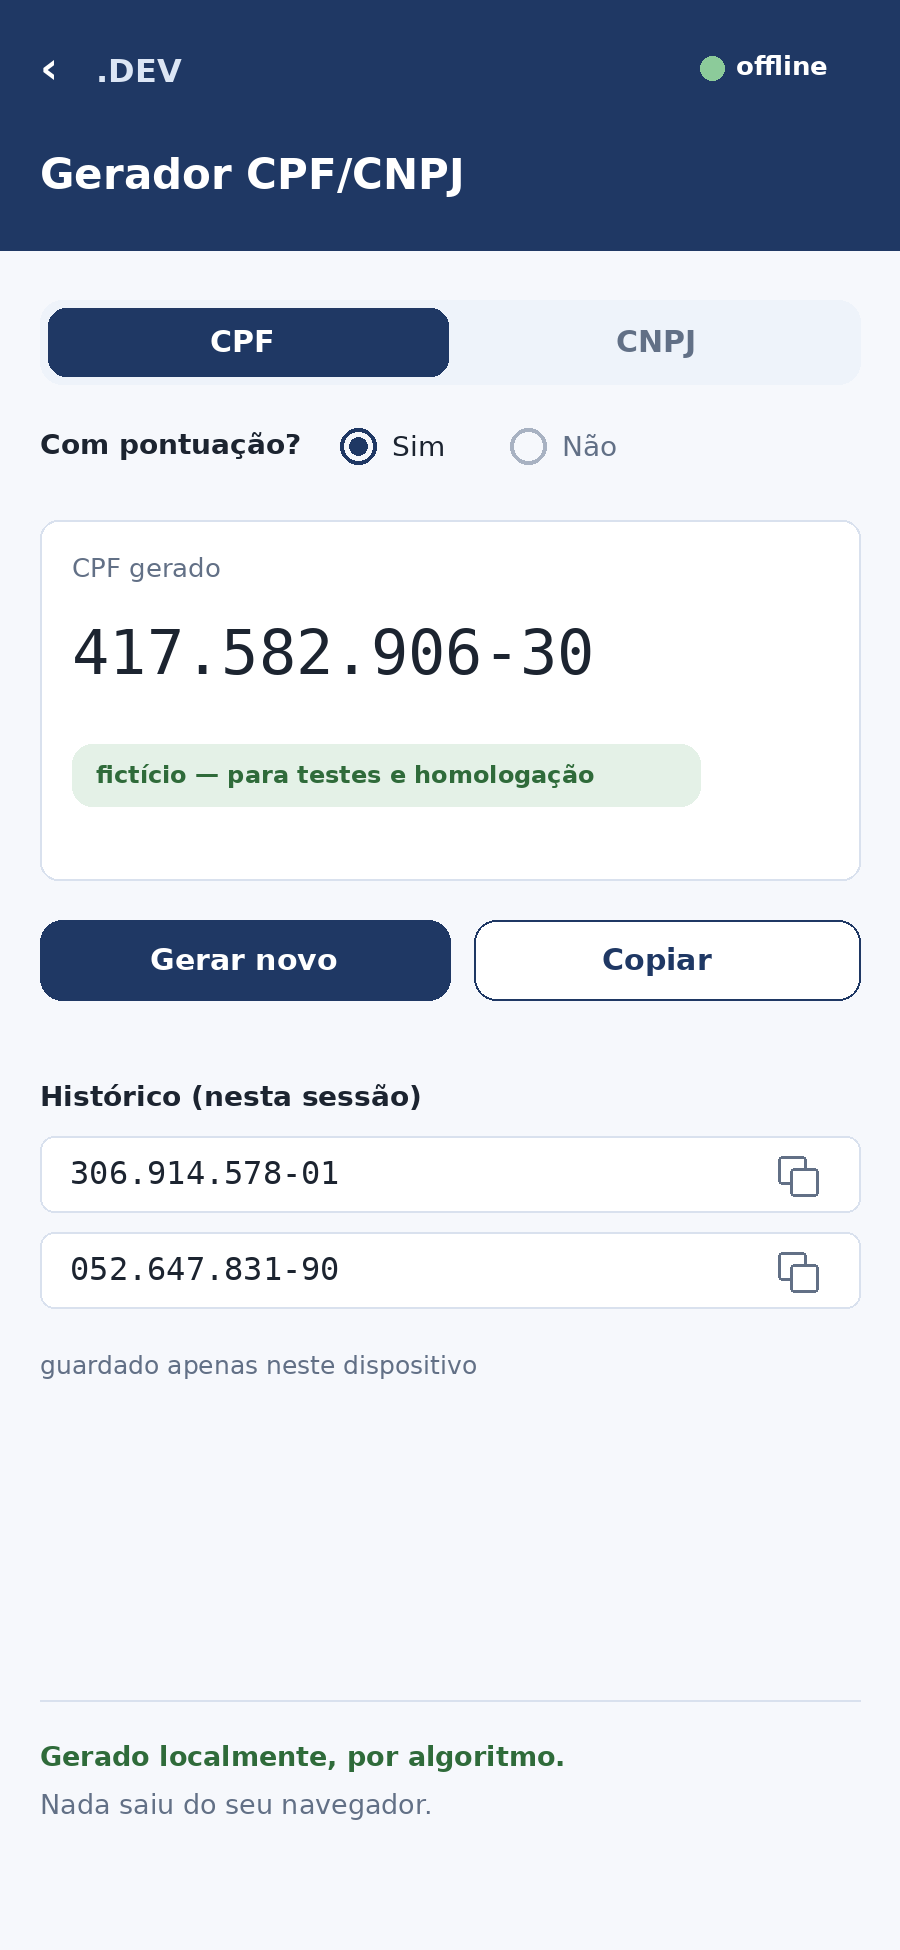 ‹ .DEV offline
Gerador CPF/CNPJ
CPF CNPJ
Com pontuação? Sim Não
CPF gerado
417.582.906-30
fictício — para testes e homologação
Gerar novo Copiar
Histórico (nesta sessão)
306.914.578-01
052.647.831-90
guardado apenas neste dispositivo
Gerado localmente, por algoritmo.
Nada saiu do seu navegador.